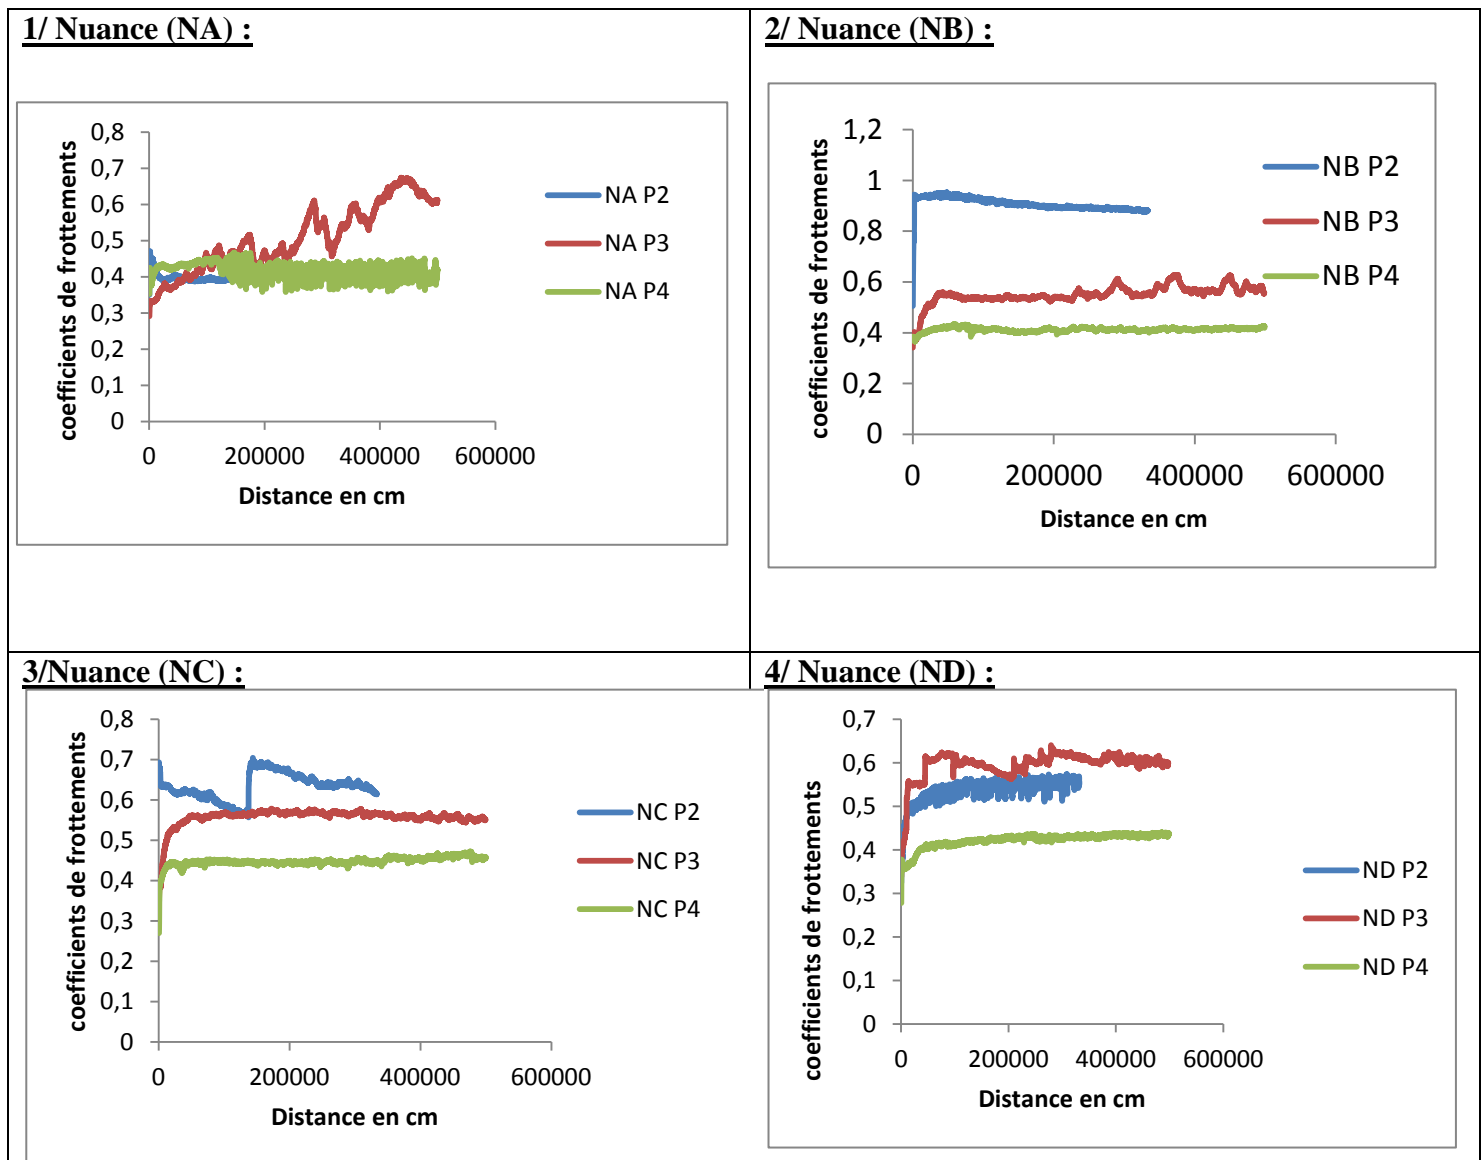 1/ Nuance (NA) :
coefficients de frottements
0,8
0,7
0,6
0,5
0,4
0,3
0,2
0,1
0
0 200000 400000 600000
Distance en cm
NA P2
NA P3
NA P4
2/ Nuance (NB) :
coefficients de frottements
1,2
1
0,8
0,6
0,4
0,2
0
0 200000 400000 600000
Distance en cm
NB P2
NB P3
NB P4
3/Nuance (NC) :
coefficients de frottements
0,8
0,7
0,6
0,5
0,4
0,3
0,2
0,1
0
0 200000 400000 600000
Distance en cm
NC P2
NC P3
NC P4
4/ Nuance (ND) :
coefficients de frottements
0,7
0,6
0,5
0,4
0,3
0,2
0,1
0
0 200000 400000 600000
Distance en cm
ND P2
ND P3
ND P4